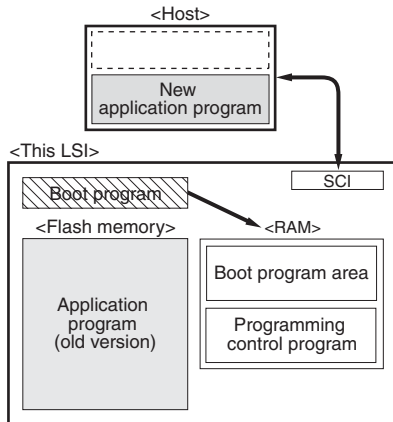 <Host>
New
application program
<This LSI>
SCI
Boot program
<Flash memory>
<RAM>
Application
program
(old version)
Boot program area
Programming
control program